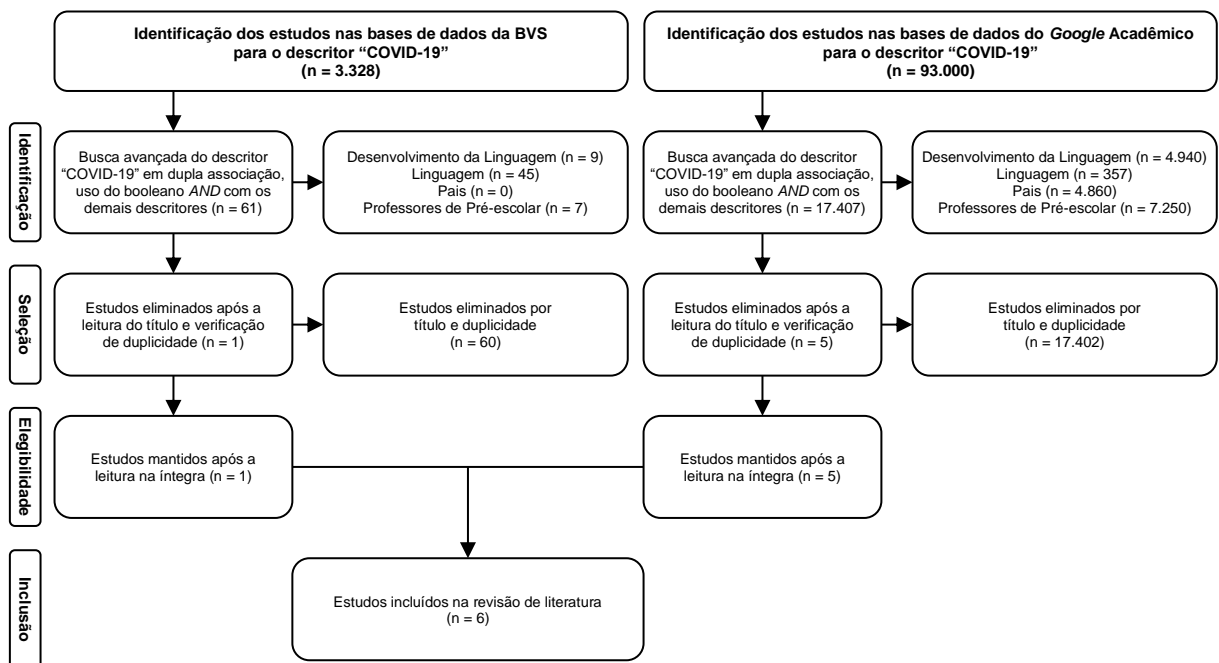 Identificação dos estudos nas bases de dados da BVS
para o descritor “COVID-19”
(n = 3.328)
Identificação dos estudos nas bases de dados do Google Acadêmico
para o descritor “COVID-19”
(n = 93.000)
Identificação
Busca avançada do descritor
“COVID-19” em dupla associação,
uso do booleano AND com os
demais descritores (n = 61)
Desenvolvimento da Linguagem (n = 9)
Linguagem (n = 45)
Pais (n = 0)
Professores de Pré-escolar (n = 7)
Busca avançada do descritor
“COVID-19” em dupla associação,
uso do booleano AND com os
demais descritores (n = 17.407)
Desenvolvimento da Linguagem (n = 4.940)
Linguagem (n = 357)
Pais (n = 4.860)
Professores de Pré-escolar (n = 7.250)
Seleção
Estudos eliminados após a
leitura do título e verificação
de duplicidade (n = 1)
Estudos eliminados por
título e duplicidade
(n = 60)
Estudos eliminados após a
leitura do título e verificação
de duplicidade (n = 5)
Estudos eliminados por
título e duplicidade
(n = 17.402)
Elegibilidade
Estudos mantidos após a
leitura na íntegra (n = 1)
Estudos mantidos após a
leitura na íntegra (n = 5)
Inclusão
Estudos incluídos na revisão de literatura
(n = 6)